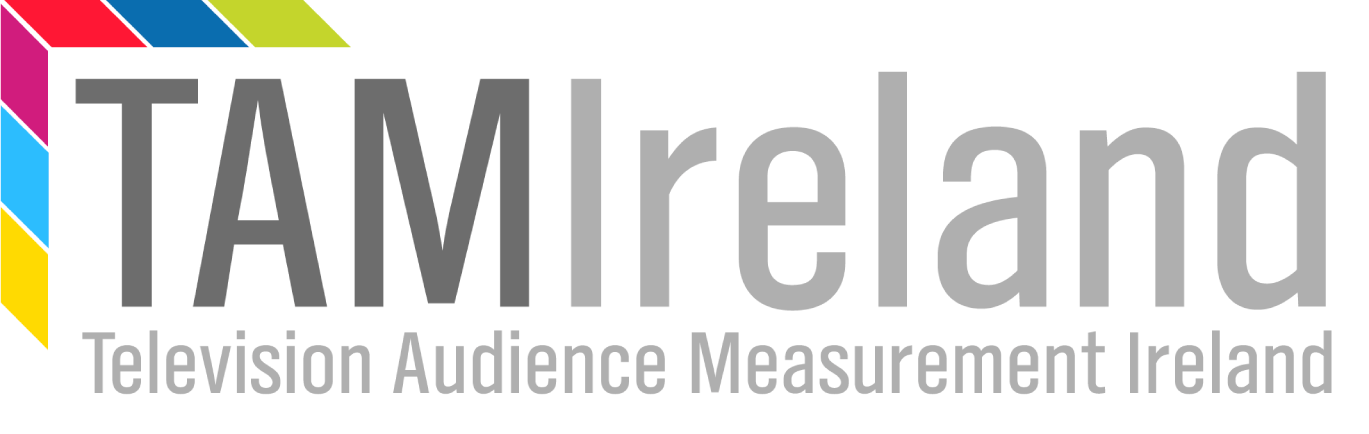 TAMIreland
Television Audience Measurement Ireland